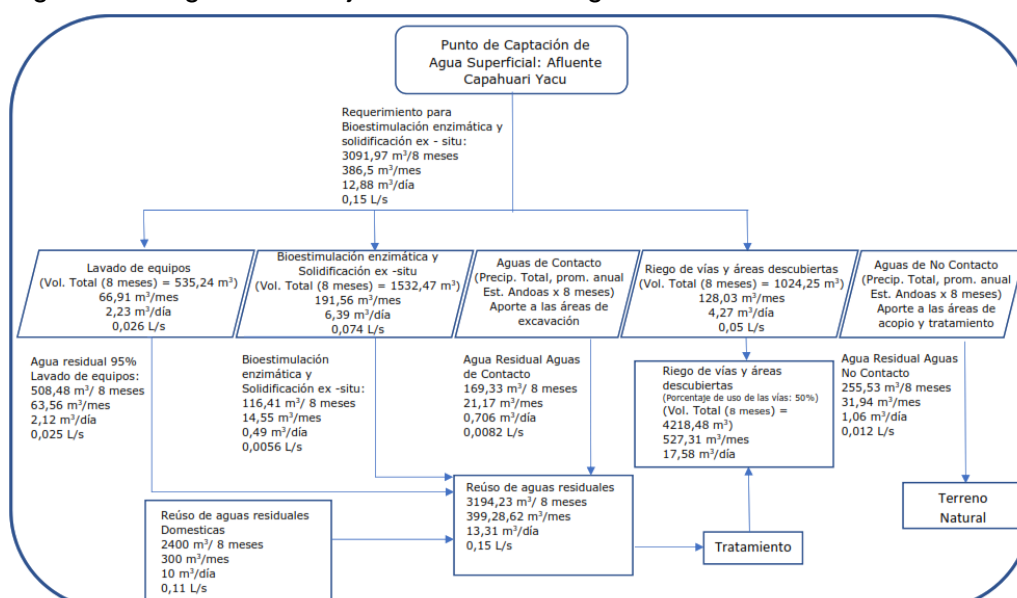 Punto de Captación de
Agua Superficial: Afluente
Capahuari Yacu
Requerimiento para
Bioestimulación enzimática y
solidificación ex - situ:
3091,97 m³/8 meses
386,5 m³/mes
12,88 m³/día
0,15 L/s
Lavado de equipos
(Vol. Total (8 meses) = 535,24 m³)
66,91 m³/mes
2,23 m³/día
0,026 L/s
Bioestimulación enzimática y
Solidificación ex -situ
(Vol. Total (8 meses) = 1532,47 m³)
191,56 m³/mes
6,39 m³/día
0,074 L/s
Aguas de Contacto
(Precip. Total, prom. anual
Est. Andoas x 8 meses)
Aporte a las áreas de
excavación
Riego de vías y áreas descubiertas
(Vol. Total (8 meses) = 1024,25 m³)
128,03 m³/mes
4,27 m³/día
0,05 L/s
Aguas de No Contacto
(Precip. Total, prom. anual
Est. Andoas x 8 meses)
Aporte a las áreas de
acopio y tratamiento
Agua residual 95%
Lavado de equipos:
508,48 m³/ 8 meses
63,56 m³/mes
2,12 m³/día
0,025 L/s
Bioestimulación
enzimática y
Solidificación ex -situ:
116,41 m³/ 8 meses
14,55 m³/mes
0,49 m³/día
0,0056 L/s
Agua Residual Aguas
de Contacto
169,33 m³/ 8 meses
21,17 m³/mes
0,706 m³/día
0,0082 L/s
Riego de vías y áreas
descubiertas
(Porcentaje de uso de las vías: 50%)
(Vol. Total (8 meses) =
4218,48 m³)
527,31 m³/mes
17,58 m³/día
Agua Residual Aguas
No Contacto
255,53 m³/8 meses
31,94 m³/mes
1,06 m³/día
0,012 L/s
Reúso de aguas residuales
Domesticas
2400 m³/ 8 meses
300 m³/mes
10 m³/día
0,11 L/s
Reúso de aguas residuales
3194,23 m³/ 8 meses
399,28,62 m³/mes
13,31 m³/día
0,15 L/s
Tratamiento
Terreno
Natural